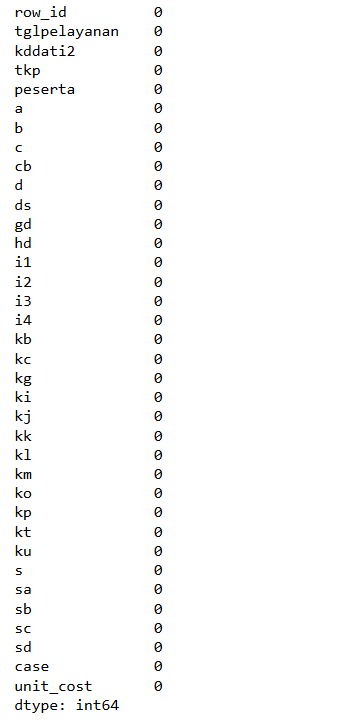 row_id 0
tglpelayanan 0
kddati2 0
tkp 0
peserta 0
a 0
b 0
c 0
cb 0
d 0
ds 0
gd 0
hd 0
i1 0
i2 0
i3 0
i4 0
kb 0
kc 0
kg 0
ki 0
kj 0
kk 0
kl 0
km 0
ko 0
kp 0
kt 0
ku 0
s 0
sa 0
sb 0
sc 0
sd 0
case 0
unit_cost 0
dtype: int64